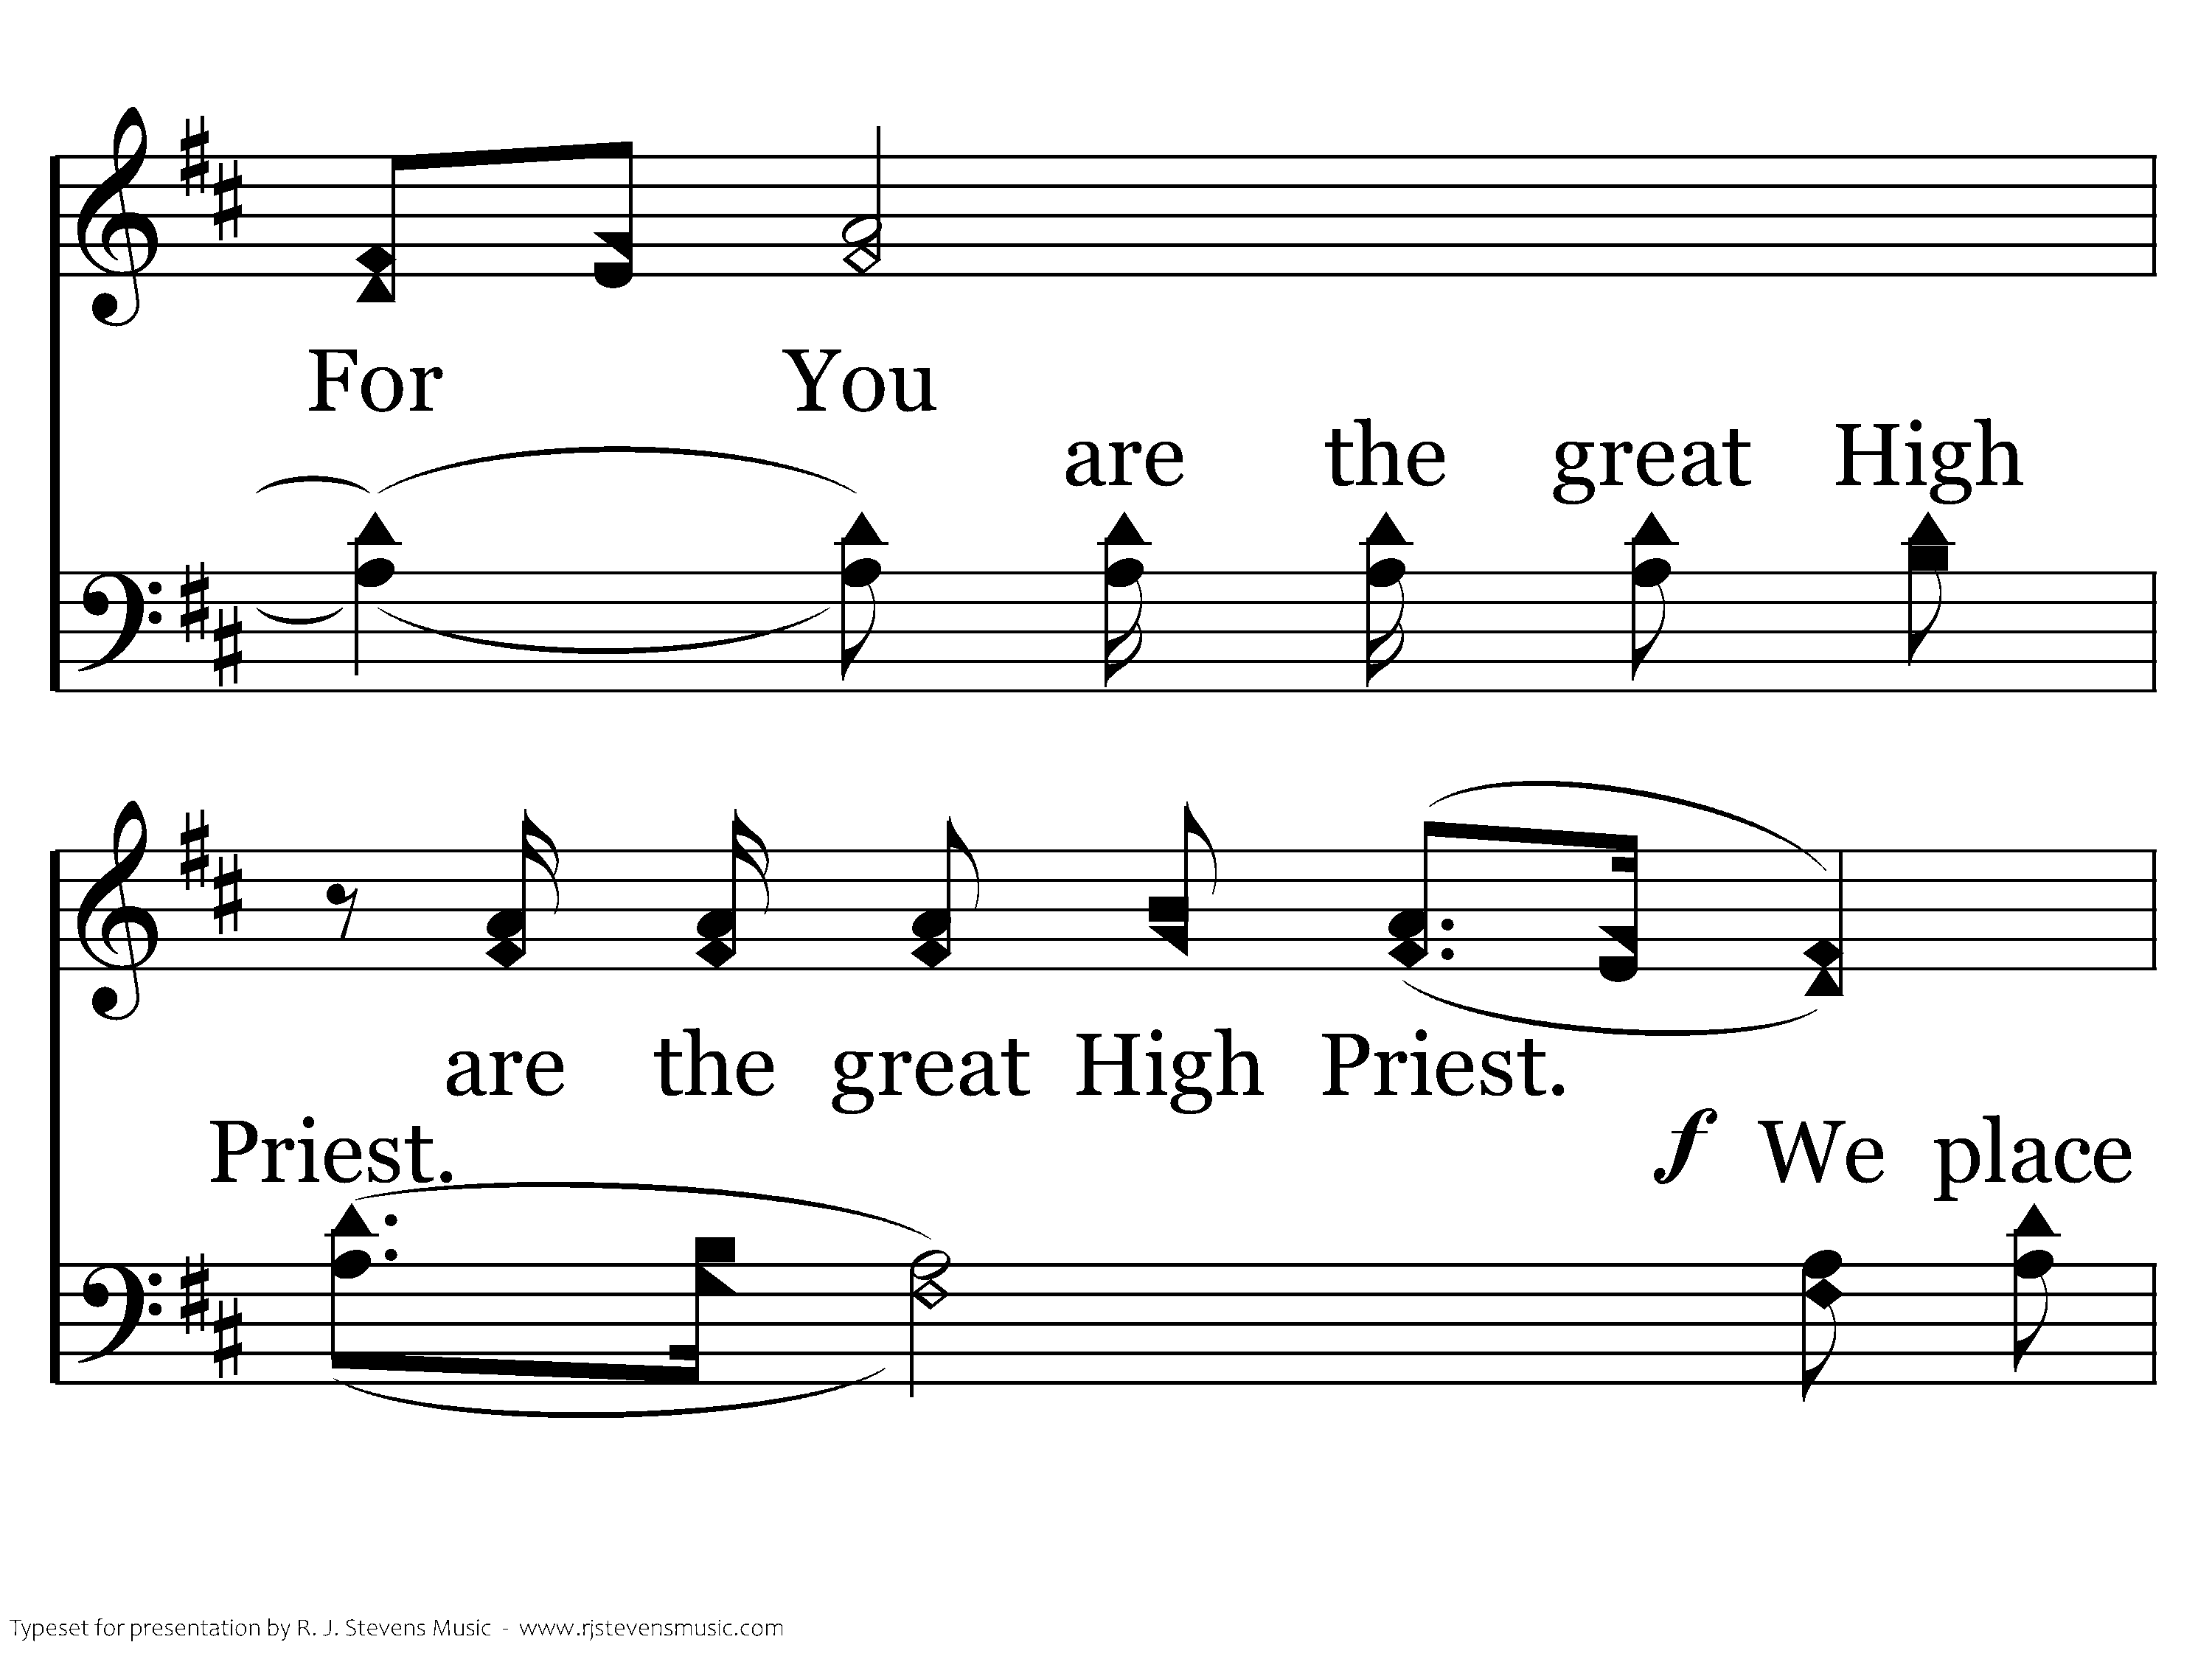 For You
are the great High
are the great High Priest.
Priest. f We place
Typeset for presentation by R. J. Stevens Music - www.rjstevensmusic.com